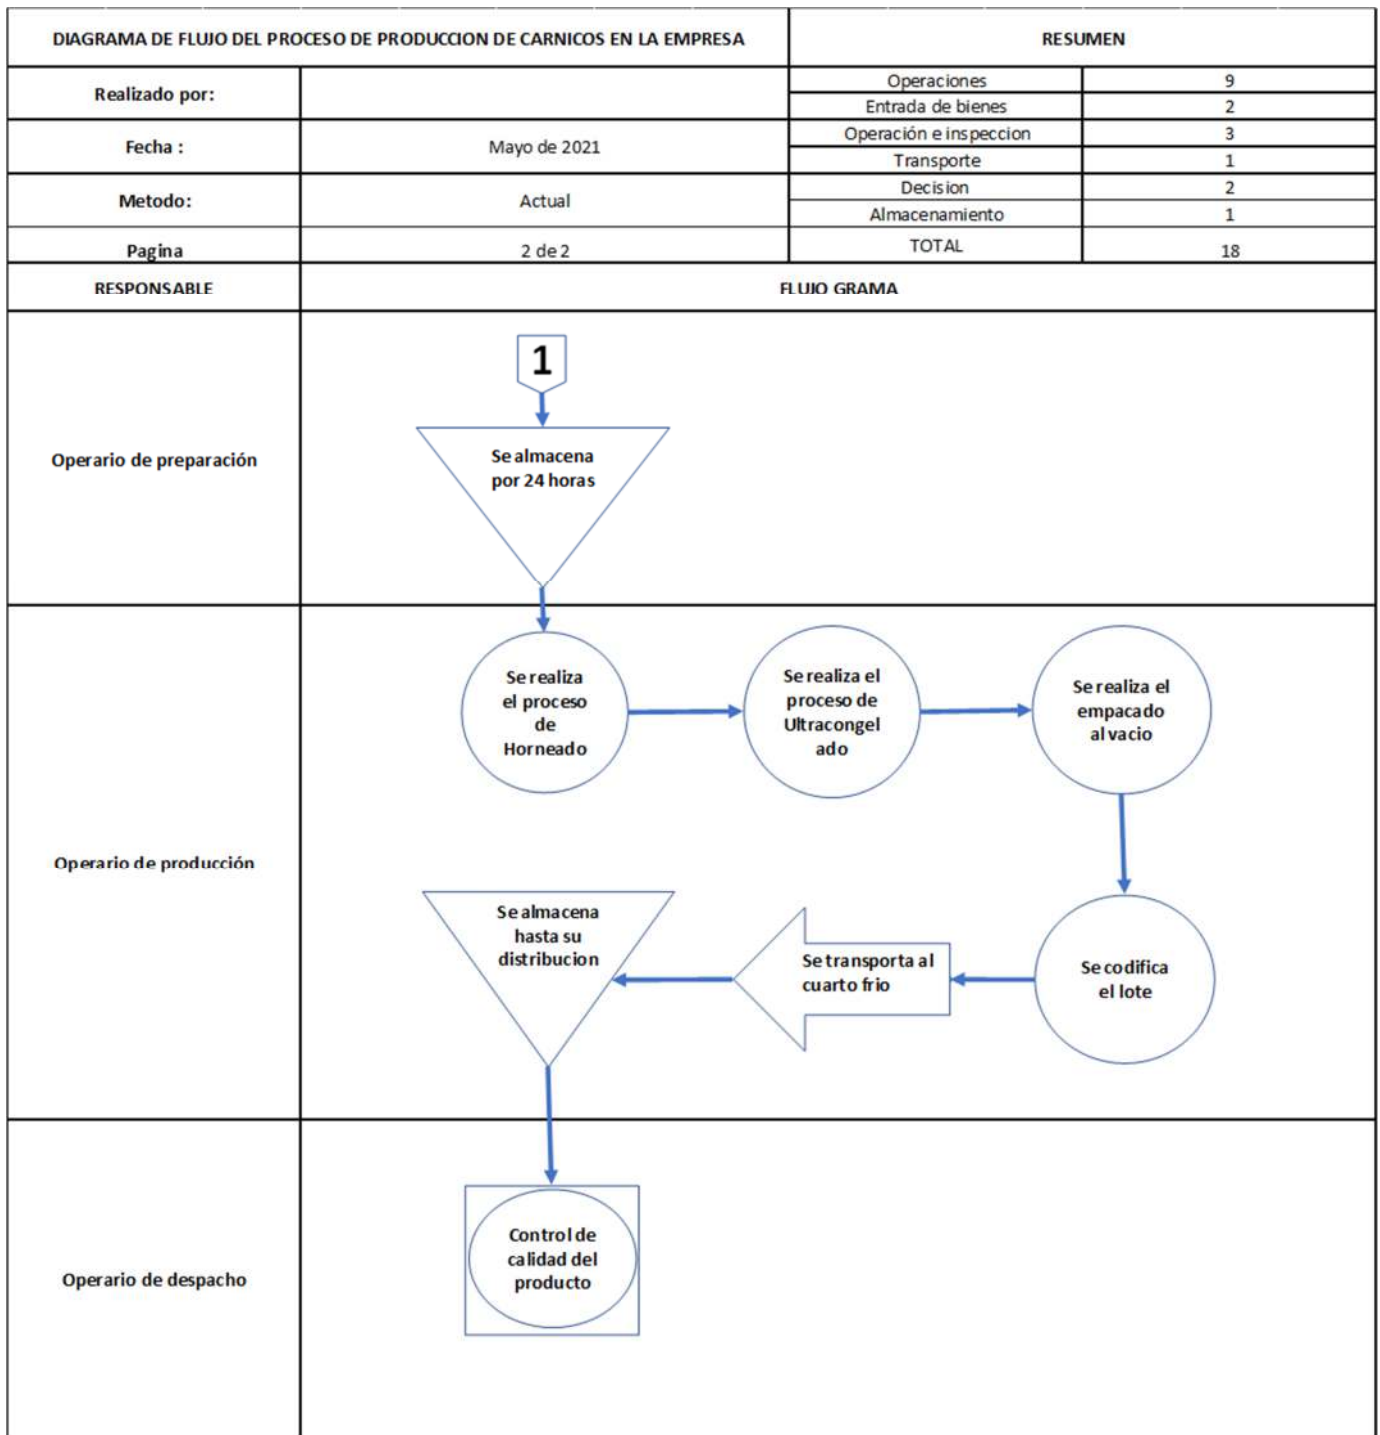 DIAGRAMA DE FLUJO DEL PROCESO DE PRODUCCION DE CARNICOS EN LA EMPRESA
RESUMEN
Realizado por:
Operaciones 9
Entrada de bienes 2
Fecha : Mayo de 2021
Operación e inspeccion 3
Transporte 1
Metodo: Actual
Decision 2
Almacenamiento 1
Pagina 2 de 2
TOTAL 18
RESPONSABLE
FLUJO GRAMA
Operario de preparación
1
Se almacena
por 24 horas
Operario de producción
Se realiza
el proceso
de
Horneado
Se realiza el
proceso de
Ultracongel
ado
Se realiza el
empacado
al vacio
Se codifica
el lote
Se transporta al
cuarto frio
Se almacena
hasta su
distribucion
Operario de despacho
Control de
calidad del
producto